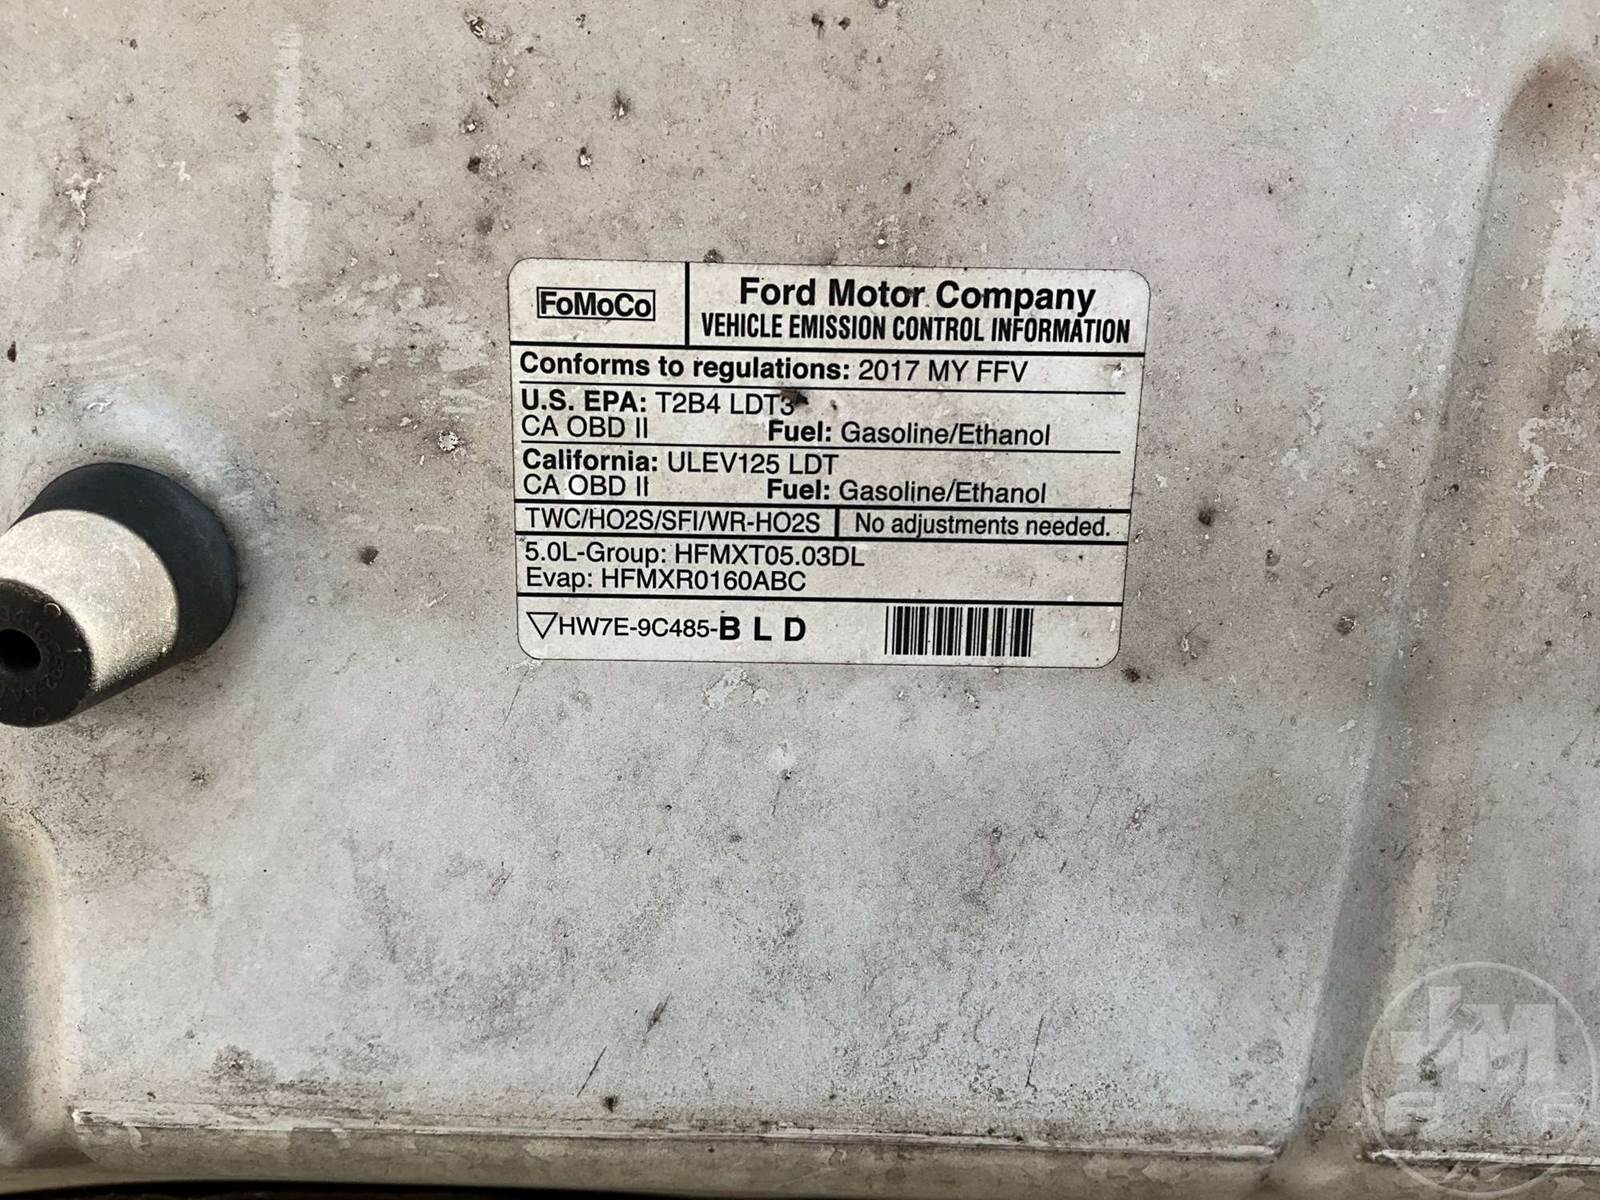 FoMoCo
Ford Motor Company
VEHICLE EMISSION CONTROL INFORMATION
Conforms to regulations: 2017 MY FFV
U.S. EPA: T2B4 LDT3
CA OBD II Fuel: Gasoline/Ethanol
California: ULEV125 LDT
CA OBD II Fuel: Gasoline/Ethanol
TWC/HO2S/SFI/WR-HO2S No adjustments needed.
5.0L-Group: HFMXT05.03DL
Evap: HFMXR0160ABC
HW7E-9C485-B L D
JM